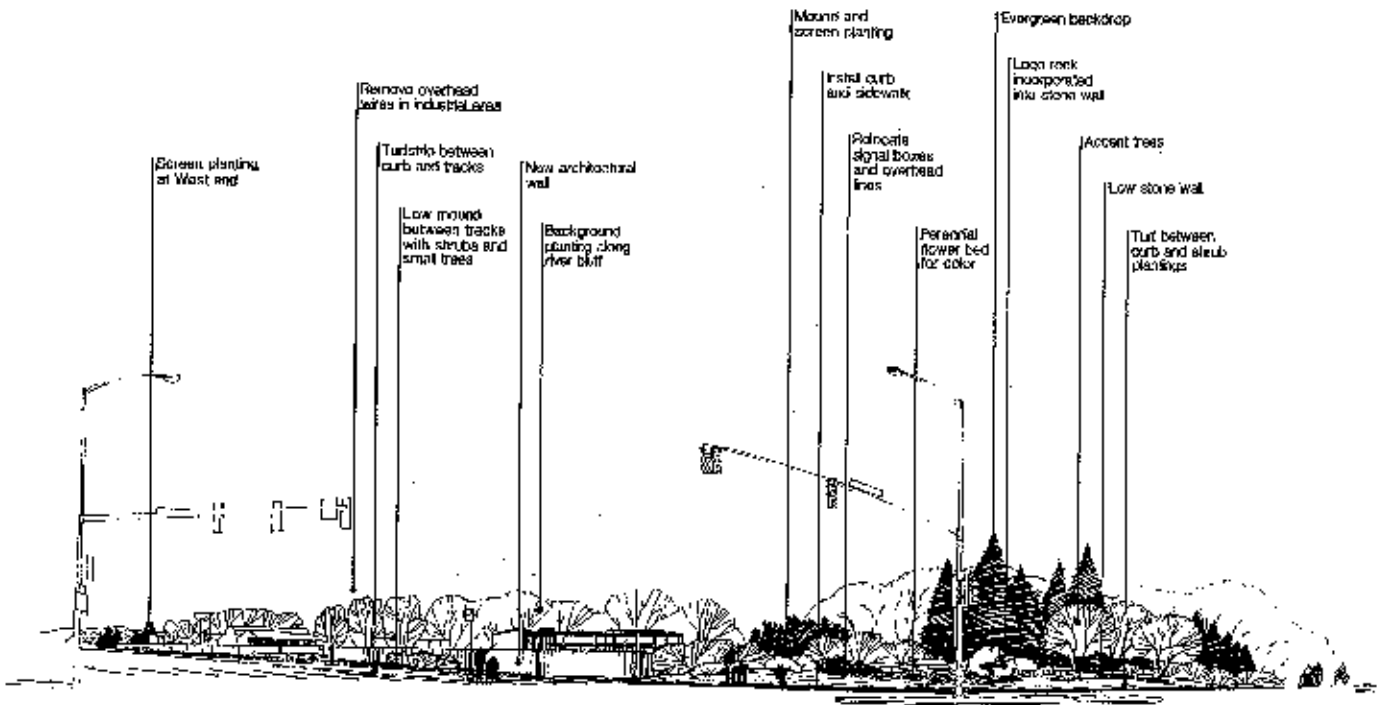 Screen planting
at West end
Remove overhead
wires in industrial area
Turfstrip between
curb and tracks
Low mound
between tracks
with shrubs and
small trees
New architectural
wall
Background
planting along
river bluff
Mound and
screen planting
Install curb
and sidewalk
Relocate
signal boxes
and overhead
lines
Perennial
flower bed
for color
Evergreen backdrop
Logo rock
incorporated
into stone wall
Accent trees
Low stone wall
Turf between
curb and shrub
plantings